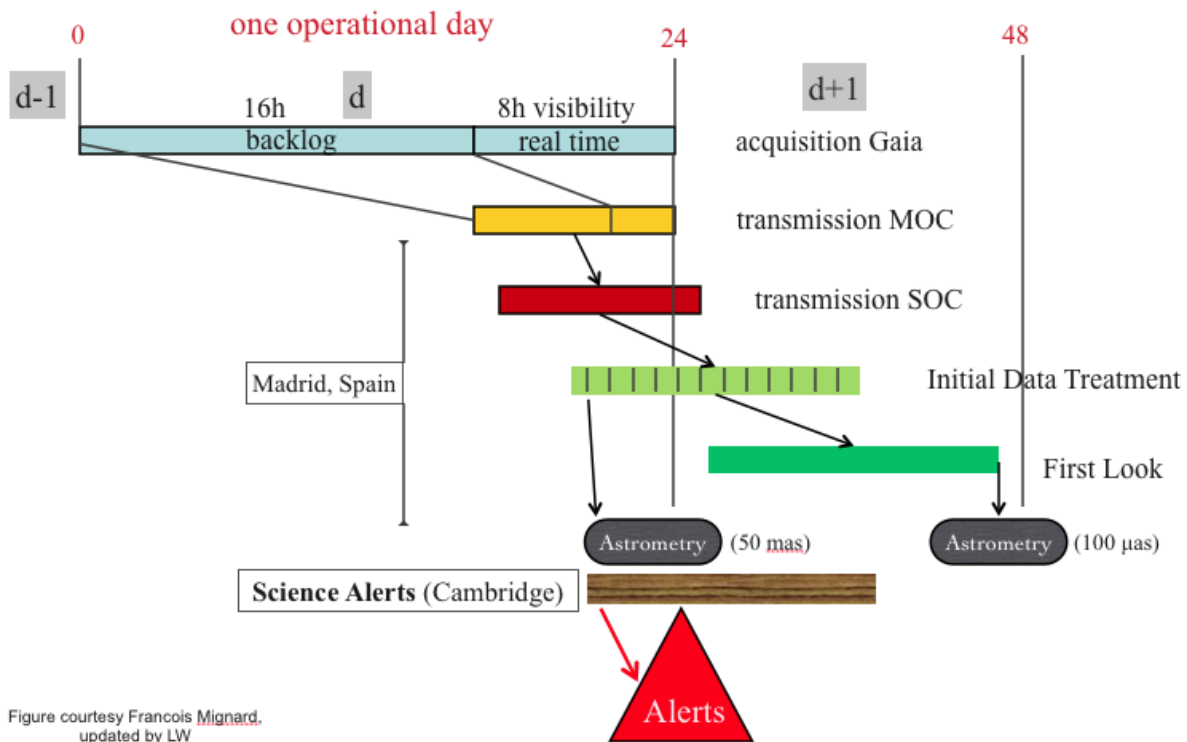 one operational day
0
24
48
d-1
d
d+1
16h
8h visibility
backlog
real time
acquisition Gaia
transmission MOC
transmission SOC
Madrid, Spain
Initial Data Treatment
First Look
Astrometry
(50 mas)
Astrometry
(100 μas)
Science Alerts (Cambridge)
Alerts
Figure courtesy Francois Mignard.
updated by LW